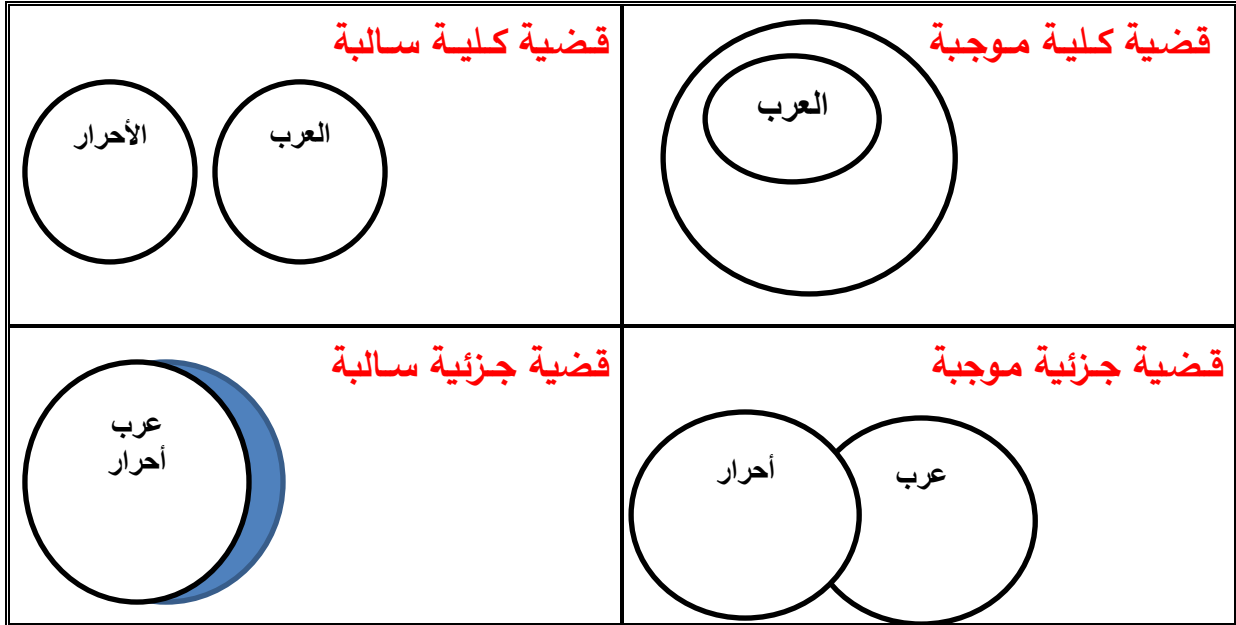 قضية كلية موجبة
العرب
قضية كلية سالبة
العرب
الأحرار
قضية جزئية موجبة
عرب
أحرار
قضية جزئية سالبة
عرب
أحرار